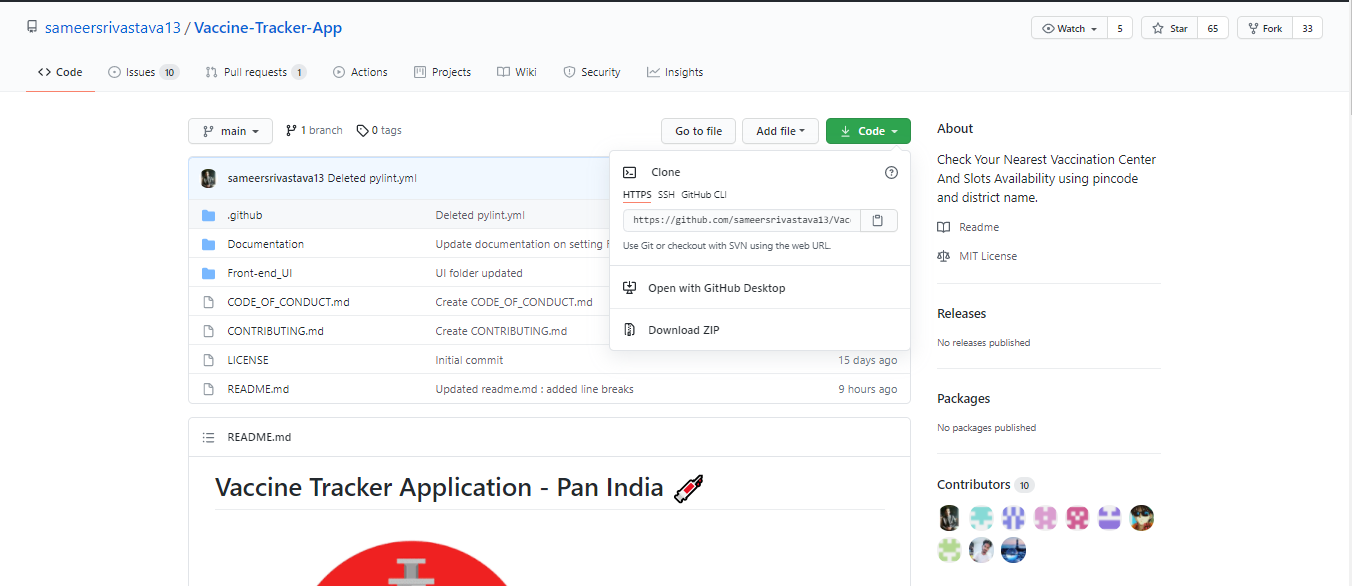 sameersrivastava13 / Vaccine-Tracker-App
Watch 5 Star 65 Fork 33
Code Issues 10 Pull requests 1 Actions Projects Wiki Security Insights
main 1 branch 0 tags Go to file Add file Code
sameersrivastava13 Deleted pylint.yml
.github Deleted pylint.yml
Documentation Update documentation on setting
Front-end_UI UI folder updated
CODE_OF_CONDUCT.md Create CODE_OF_CONDUCT.md
CONTRIBUTING.md Create CONTRIBUTING.md
LICENSE Initial commit 15 days ago
README.md Updated readme.md : added line breaks 9 hours ago
Clone
HTTPS SSH GitHub CLI
https://github.com/sameersrivastava13/Vac
Use Git or checkout with SVN using the web URL.
Open with GitHub Desktop
Download ZIP
README.md
Vaccine Tracker Application - Pan India
About
Check Your Nearest Vaccination Center
And Slots Availability using pincode
and district name.
Readme
MIT License
Releases
No releases published
Packages
No packages published
Contributors 10